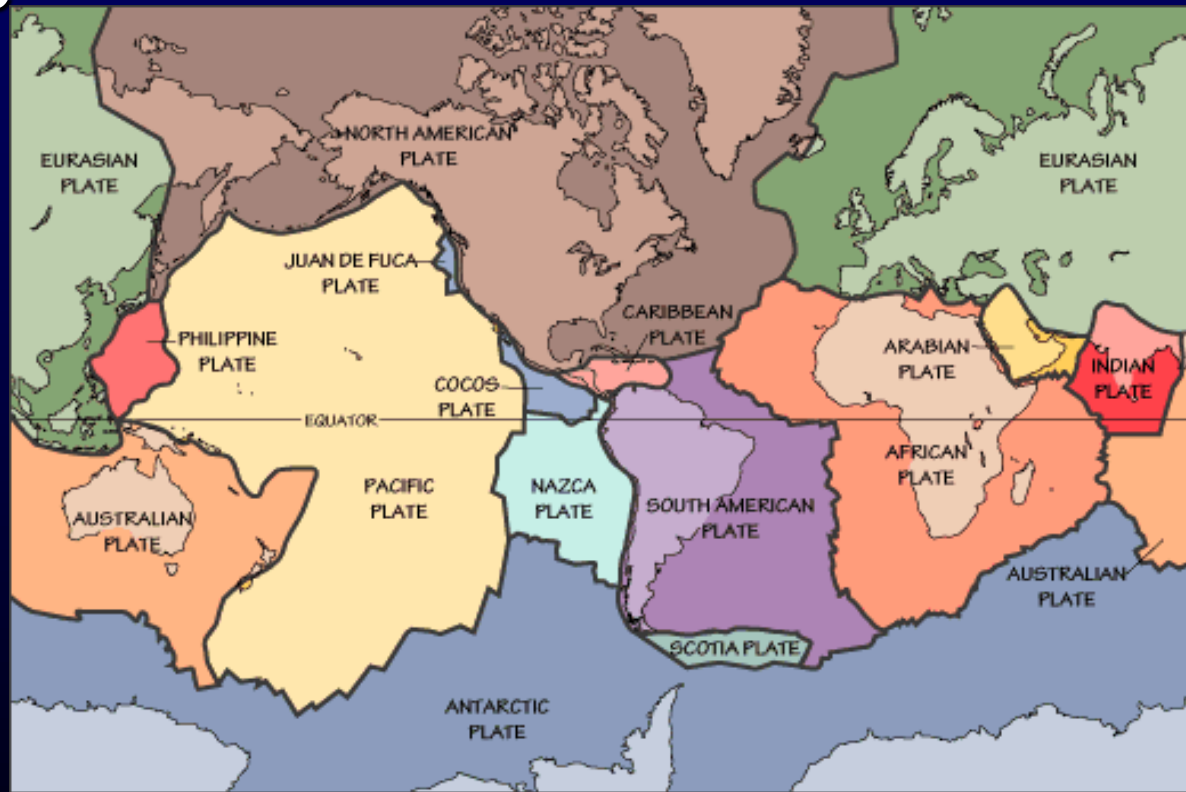 NORTH AMERICAN
PLATE
EURASIAN
PLATE
EURASIAN
PLATE
JUAN DE FUCA
PLATE
CARIBBEAN
PLATE
PHILIPPINE
PLATE
ARABIAN
PLATE
INDIAN
PLATE
COCOS
PLATE
EQUATOR
AFRICAN
PLATE
PACIFIC
PLATE
NAZCA
PLATE
SOUTH AMERICAN
PLATE
AUSTRALIAN
PLATE
AUSTRALIAN
PLATE
SCOTIA PLATE
ANTARCTIC
PLATE